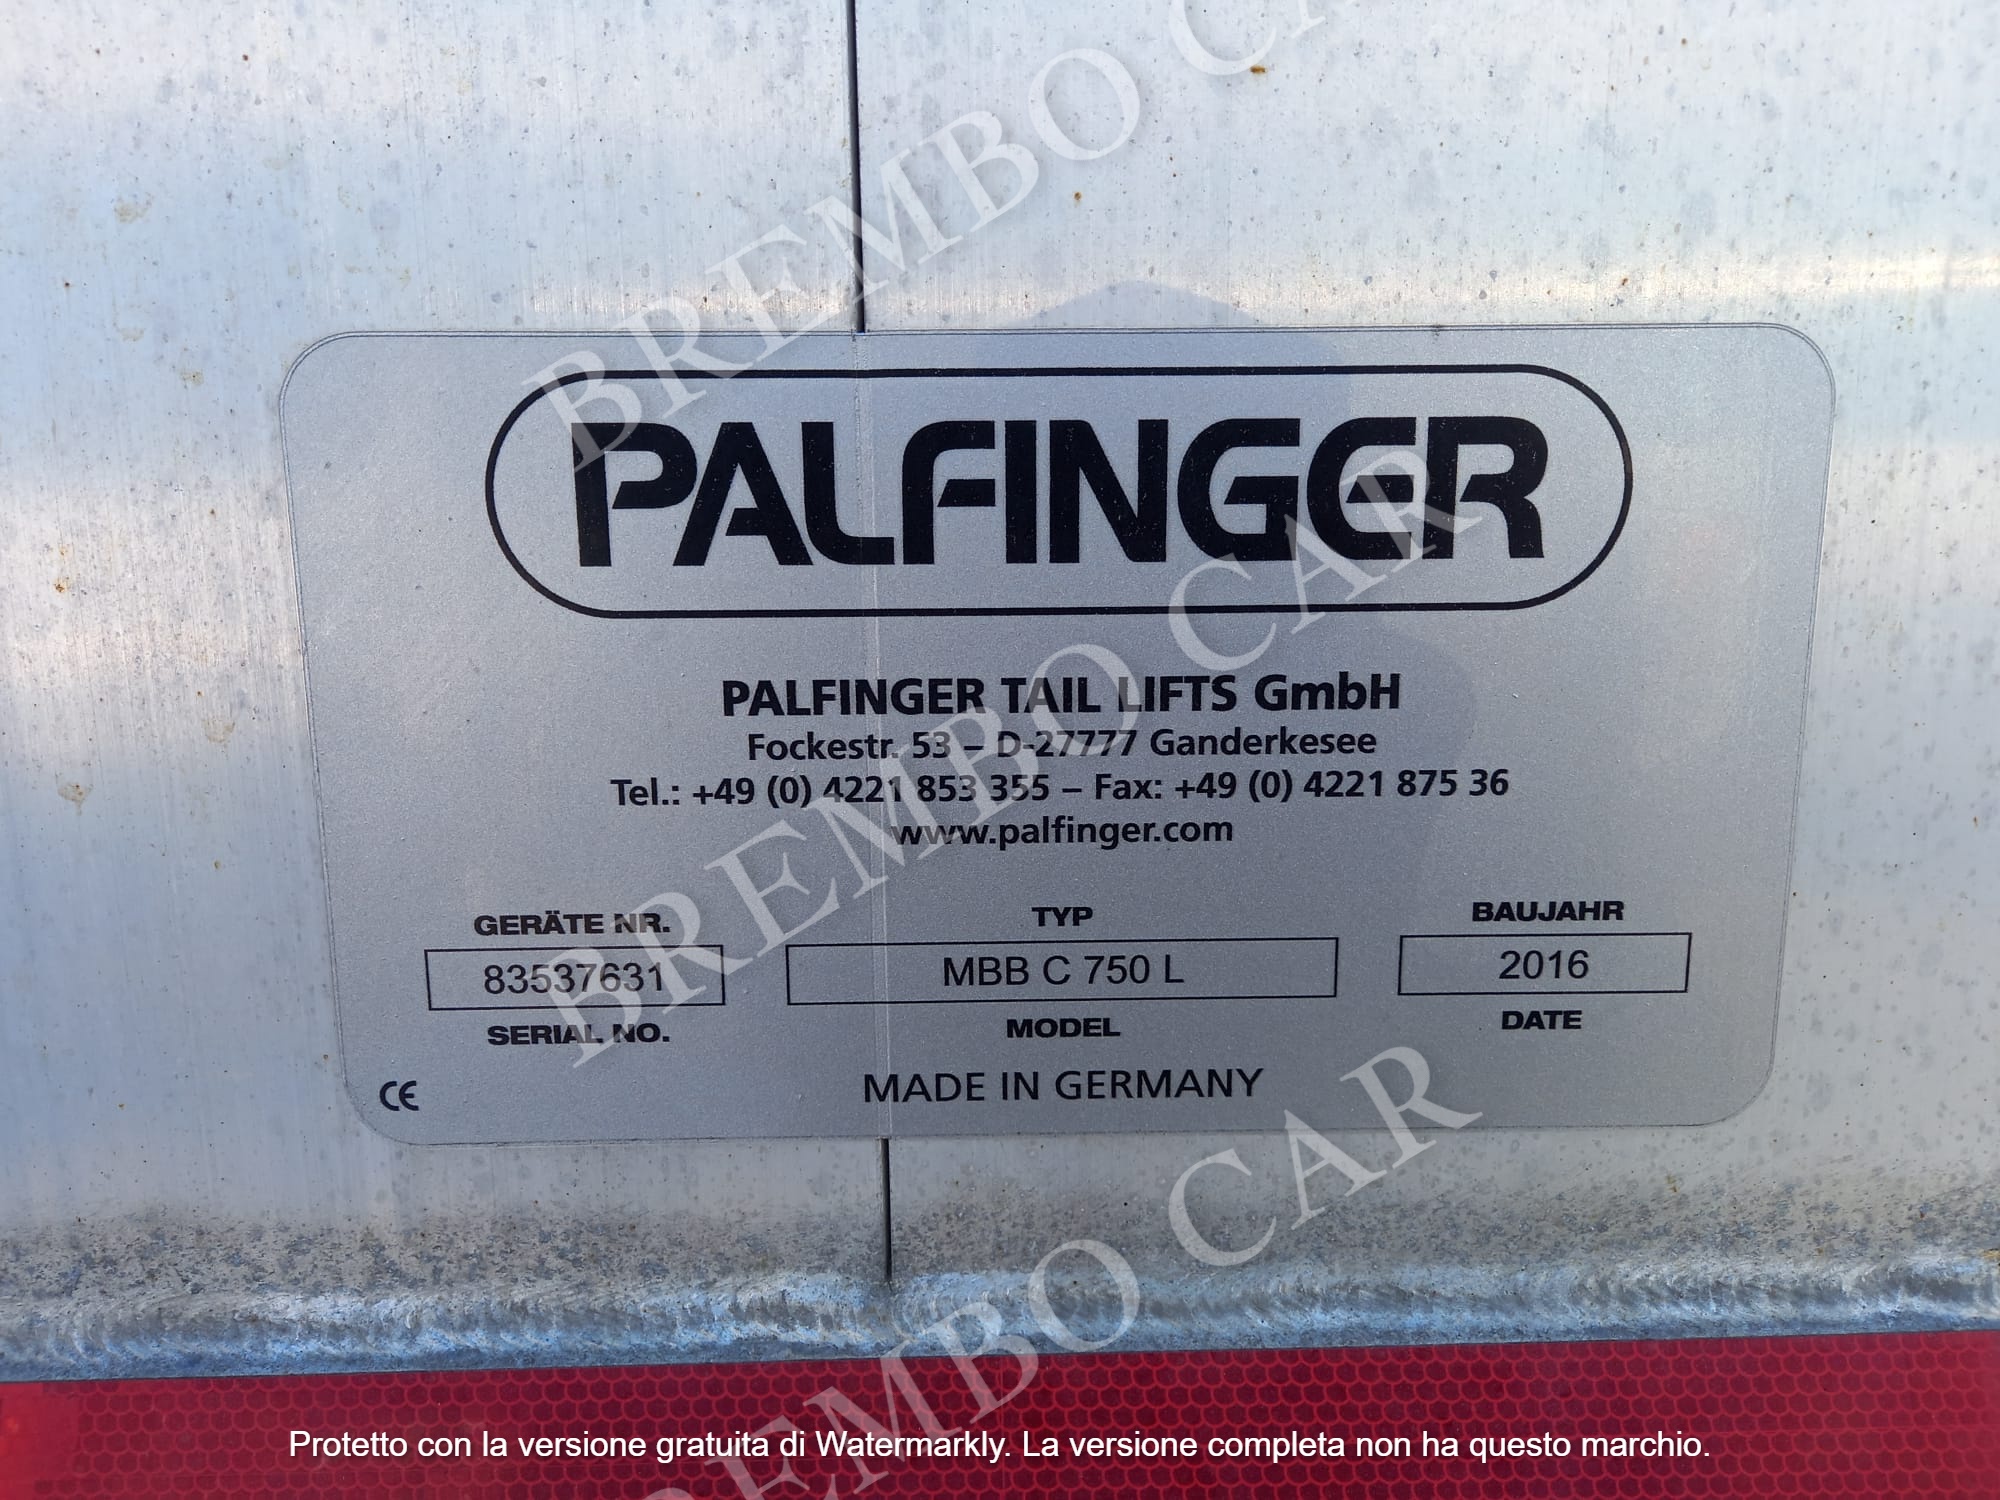 BREMBO CAR
PALFINGER
PALFINGER TAIL LIFTS GmbH
Fockestr. 53 – D-27777 Ganderkesee
Tel.: +49 (0) 4221 853 355 – Fax: +49 (0) 4221 875 36
www.palfinger.com
BREMBO CAR
GERÄTE NR. TYP BAUJAHR
83537631 MBB C 750 L 2016
SERIAL NO. MODEL DATE
CE MADE IN GERMANY
BREMBO CAR
Protetto con la versione gratuita di Watermarkly. La versione completa non ha questo marchio.